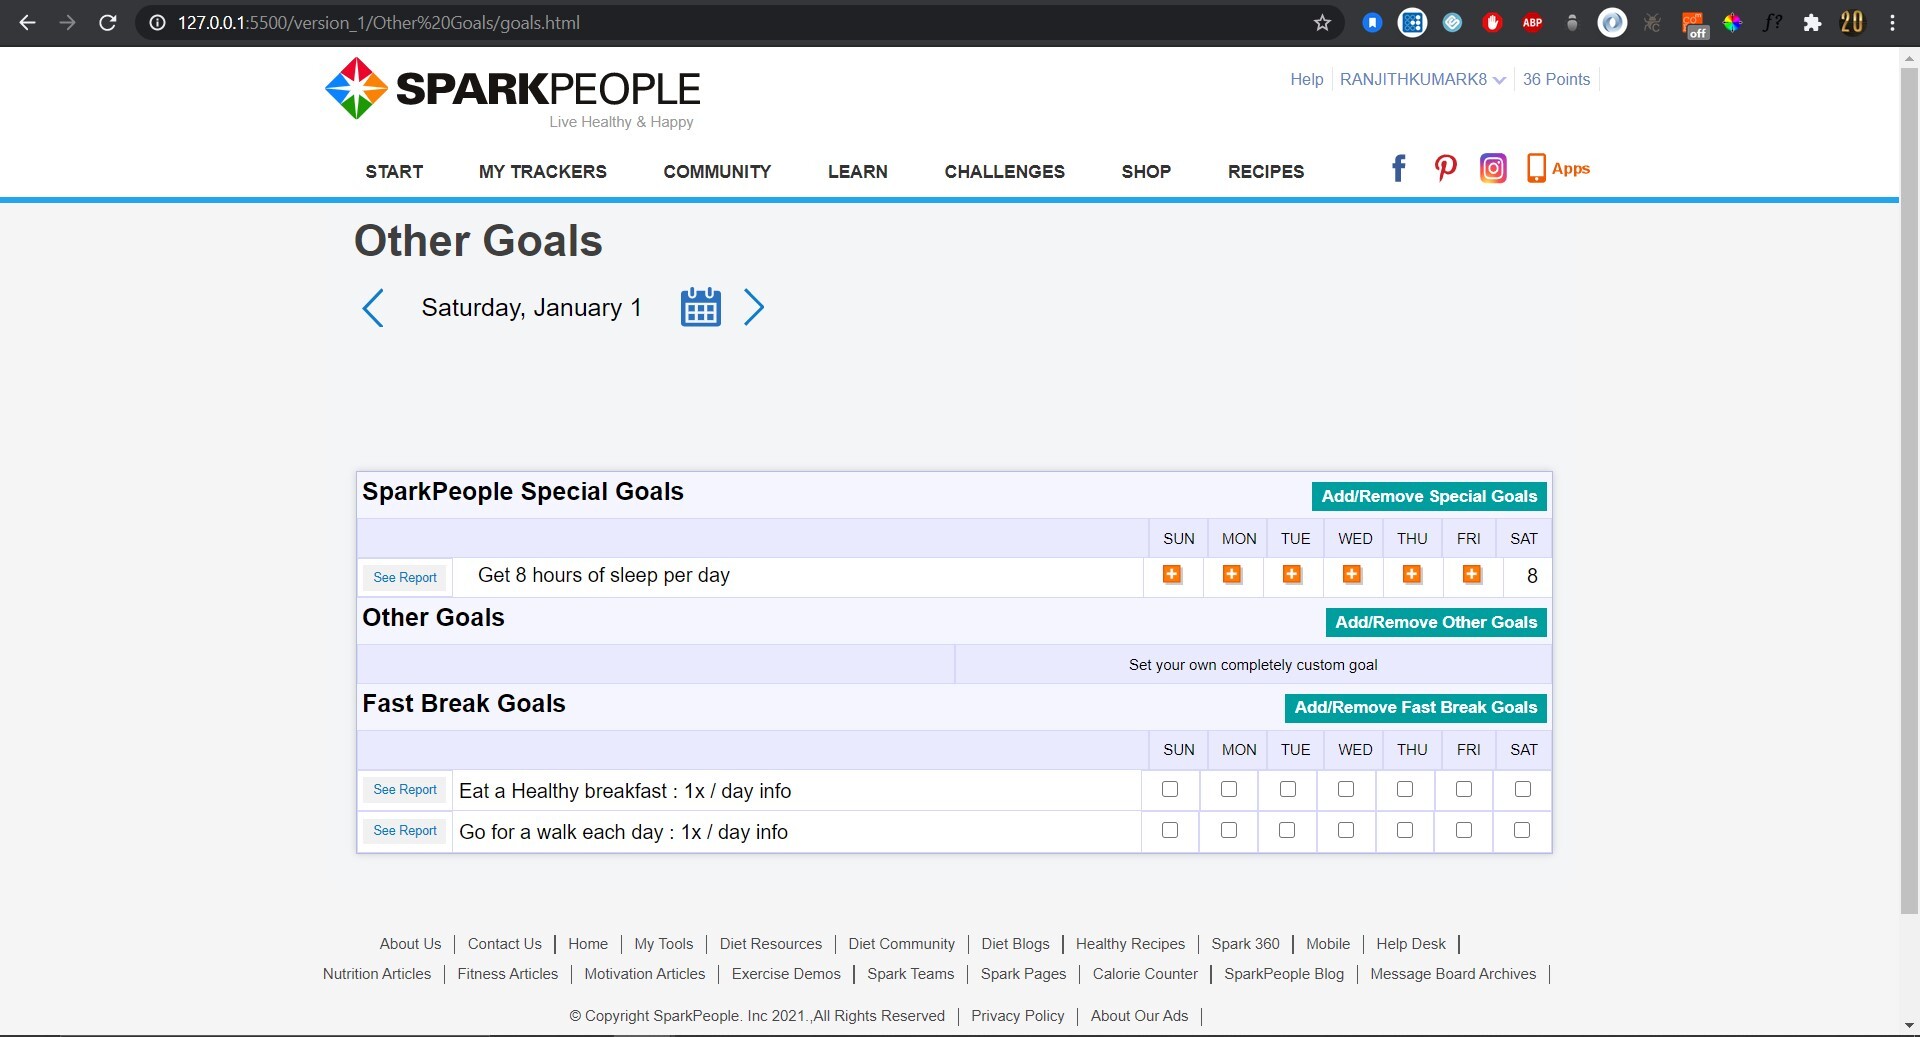 127.0.0.1:5500/version_1/Other%20Goals/goals.html
ABP
off
f?
20
SPARKPEOPLE
Live Healthy & Happy
Help RANJITHKUMARK8 36 Points
START MY TRACKERS COMMUNITY LEARN CHALLENGES SHOP RECIPES Apps
Other Goals
Saturday, January 1
SparkPeople Special Goals Add/Remove Special Goals
SUN MON TUE WED THU FRI SAT
See Report Get 8 hours of sleep per day 8
Other Goals Add/Remove Other Goals
Set your own completely custom goal
Fast Break Goals Add/Remove Fast Break Goals
SUN MON TUE WED THU FRI SAT
See Report Eat a Healthy breakfast : 1x / day info
See Report Go for a walk each day : 1x / day info
About Us Contact Us Home My Tools Diet Resources Diet Community Diet Blogs Healthy Recipes Spark 360 Mobile Help Desk
Nutrition Articles Fitness Articles Motivation Articles Exercise Demos Spark Teams Spark Pages Calorie Counter SparkPeople Blog Message Board Archives
© Copyright SparkPeople. Inc 2021.,All Rights Reserved Privacy Policy About Our Ads